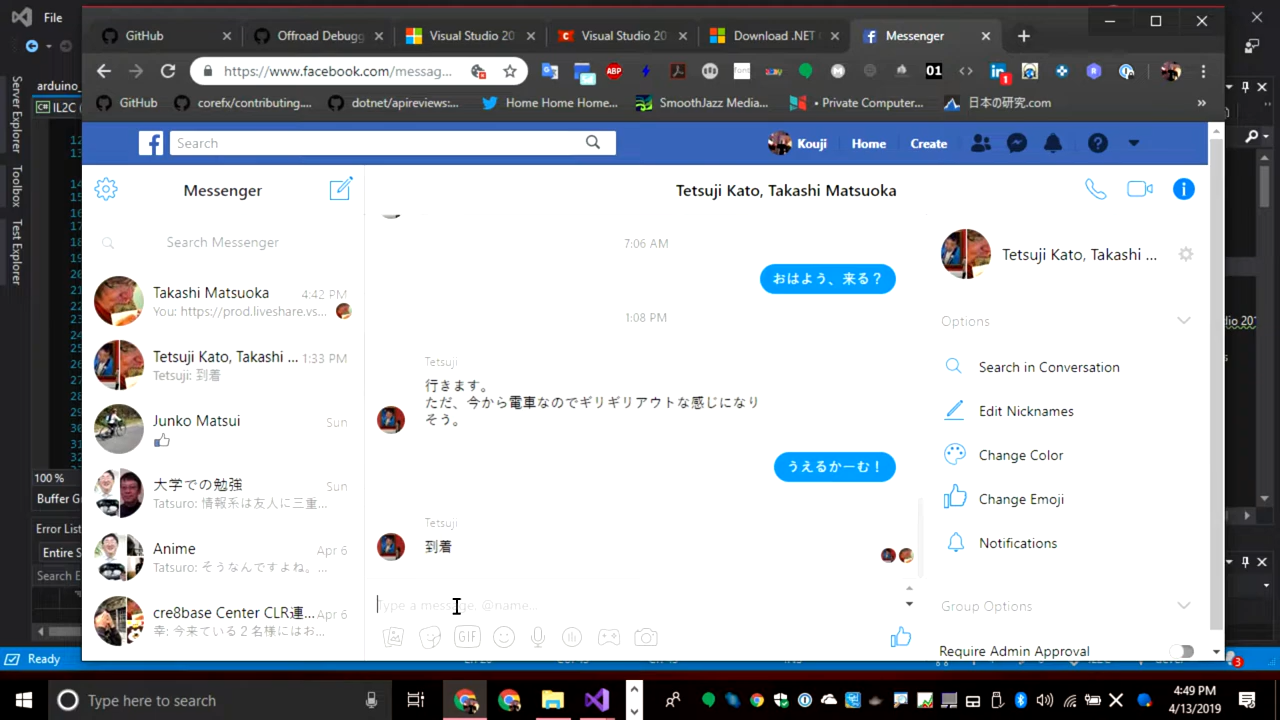 File
GitHub
Offroad Debugg
Visual Studio 20
Visual Studio 20
Download .NET
Messenger
https://www.facebook.com/messag...
GitHub
corefx/contributing...
dotnet/apireviews:...
Home Home Home...
SmoothJazz Media...
• Private Computer...
日本の研究.com
»
arduino_
IL2C
Server Explorer
Toolbox
Test Explorer
Search
Kouji
Home
Create
Messenger
Search Messenger
Takashi Matsuoka
4:42 PM
You: https://prod.liveshare.vs...
Tetsuji Kato, Takashi ...
1:33 PM
Tetsuji: 到着
Junko Matsui
Sun
大学での勉強
Sun
Tatsuro: 情報系は友人に三重...
Anime
Apr 6
Tatsuro: そうなんですよね。...
cre8base Center CLR連...
Apr 6
幸: 今来ている２名様にはお...
Tetsuji Kato, Takashi Matsuoka
7:06 AM
おはよう、来る？
1:08 PM
Tetsuji
行きます。
ただ、今から電車なのでギリギリアウトな感じになり
そう。
うえるかーむ！
Tetsuji
到着
Type a message, @name...
GIF
Tetsuji Kato, Takashi ...
Options
Search in Conversation
Edit Nicknames
Change Color
Change Emoji
Notifications
Group Options
Require Admin Approval
100 %
Buffer G
Error List
Entire S
Search E
Ready
Type here to search
4:49 PM
4/13/2019